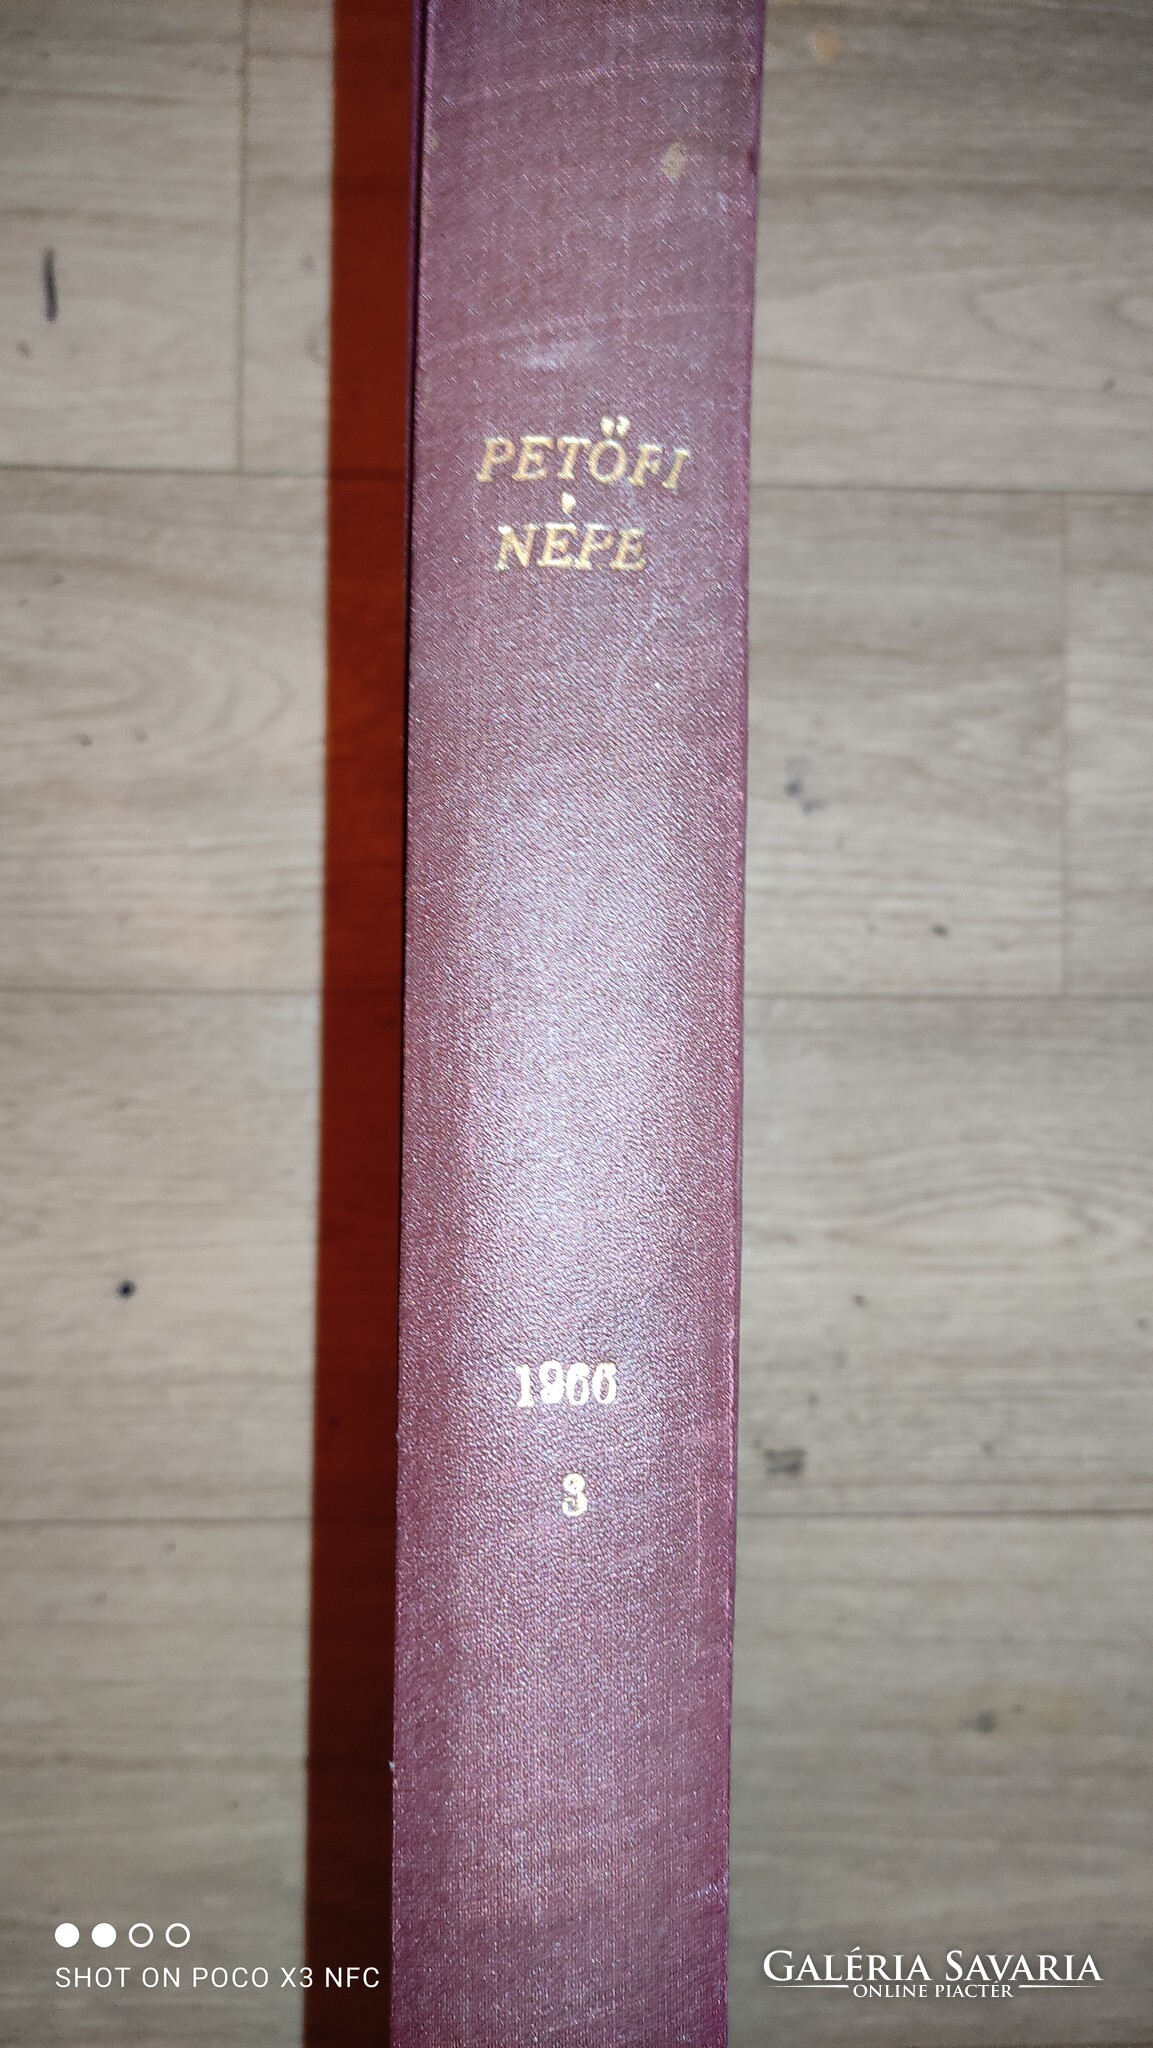 PETŐFI
NÉPE
1966
3
SHOT ON POCO X3 NFC
GALÉRIA SAVARIA
ONLINE PIACTÉR